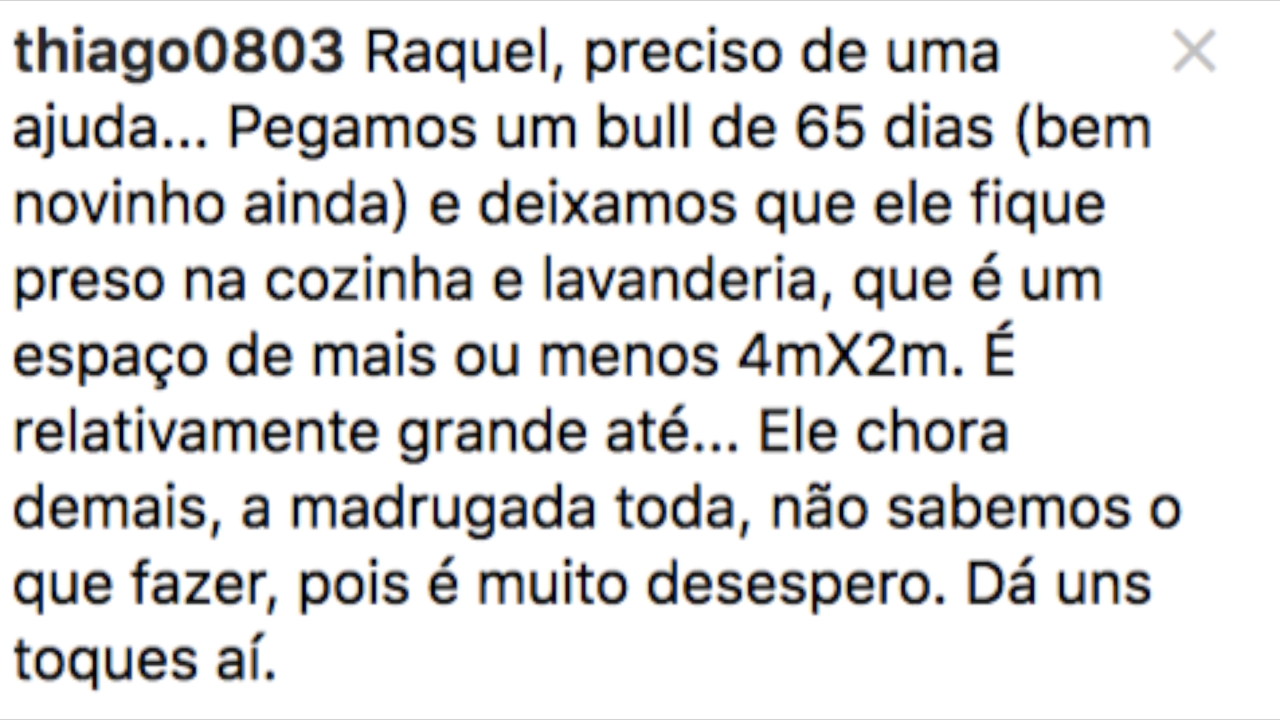 thiago0803 Raquel, preciso de uma
ajuda... Pegamos um bull de 65 dias (bem
novinho ainda) e deixamos que ele fique
preso na cozinha e lavanderia, que é um
espaço de mais ou menos 4mX2m. É
relativamente grande até... Ele chora
demais, a madrugada toda, não sabemos o
que fazer, pois é muito desespero. Dá uns
toques aí.